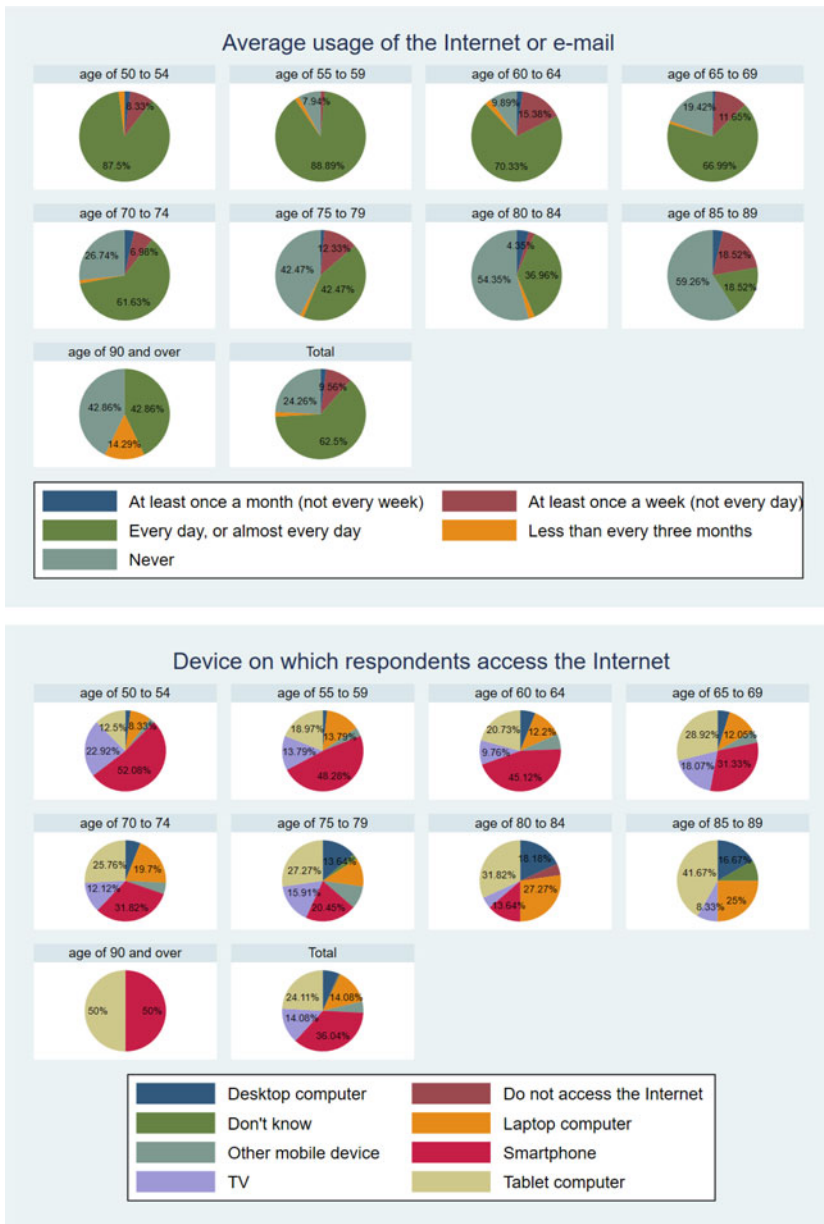 Average usage of the Internet or e-mail
age of 50 to 54
8.33%
87.5%
age of 55 to 59
7.94%
88.89%
age of 60 to 64
9.89%
15.38%
70.33%
age of 65 to 69
19.42%
11.65%
66.99%
age of 70 to 74
26.74%
6.98%
61.63%
age of 75 to 79
12.33%
42.47%
42.47%
age of 80 to 84
4.35%
36.96%
54.35%
age of 85 to 89
18.52%
59.26%
18.52%
age of 90 and over
42.86%
42.86%
14.29%
Total
9.56%
24.26%
62.5%
At least once a month (not every week)
At least once a week (not every day)
Every day, or almost every day
Less than every three months
Never
Device on which respondents access the Internet
age of 50 to 54
12.5%
8.33%
22.92%
52.08%
age of 55 to 59
18.97%
13.79%
13.79%
48.28%
age of 60 to 64
20.73%
12.2%
9.76%
45.12%
age of 65 to 69
28.92%
12.05%
18.07%
31.33%
age of 70 to 74
25.76%
19.7%
12.12%
31.82%
age of 75 to 79
13.64%
27.27%
15.91%
20.45%
age of 80 to 84
18.18%
31.82%
27.27%
13.64%
age of 85 to 89
16.67%
41.67%
25%
8.33%
age of 90 and over
50%
50%
Total
24.11%
14.08%
14.08%
36.04%
Desktop computer
Do not access the Internet
Don't know
Laptop computer
Other mobile device
Smartphone
TV
Tablet computer